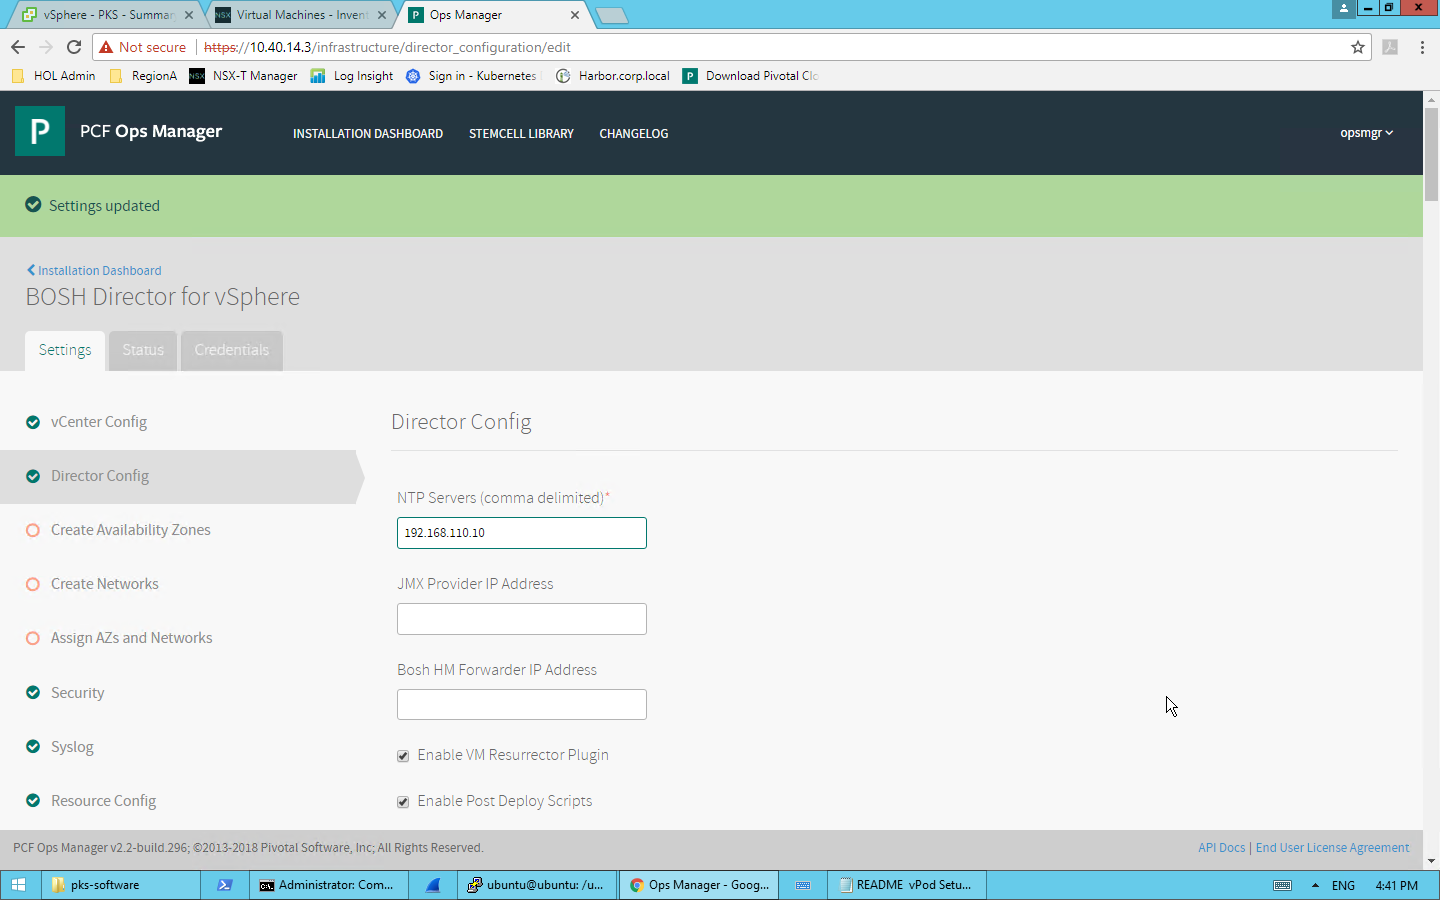 vSphere - PKS - Summar
NSX Virtual Machines - Invent
P Ops Manager
Not secure https://10.40.14.3/infrastructure/director_configuration/edit
HOL Admin RegionA NSX NSX-T Manager Log Insight Sign in - Kubernetes Harbor.corp.local P Download Pivotal Clo
P PCF Ops Manager INSTALLATION DASHBOARD STEMCELL LIBRARY CHANGELOG opsmgr
Settings updated
Installation Dashboard
BOSH Director for vSphere
Settings Status Credentials
vCenter Config
Director Config
Create Availability Zones
Create Networks
Assign AZs and Networks
Security
Syslog
Resource Config
Director Config
NTP Servers (comma delimited)*
192.168.110.10
JMX Provider IP Address
Bosh HM Forwarder IP Address
Enable VM Resurrector Plugin
Enable Post Deploy Scripts
PCF Ops Manager v2.2-build.296; ©2013-2018 Pivotal Software, Inc; All Rights Reserved.
API Docs | End User License Agreement
pks-software Administrator: Com... ubuntu@ubuntu: /u... Ops Manager - Goog... README vPod Setu... ENG 4:41 PM